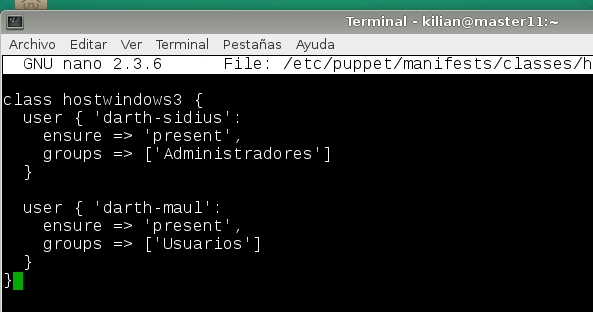 Terminal - kilian@master11:~
Archivo Editar Ver Terminal Pestañas Ayuda
GNU nano 2.3.6 File: /etc/puppet/manifests/classes/h
class hostwindows3 {
  user { 'darth-sidius':
    ensure => 'present',
    groups => ['Administradores']
  }

  user { 'darth-maul':
    ensure => 'present',
    groups => ['Usuarios']
  }
}